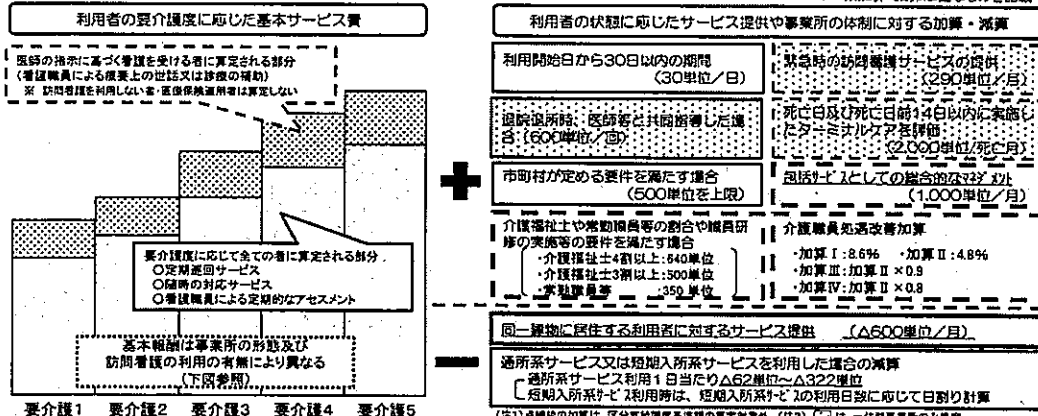 利用者の要介護度に応じた基本サービス費
医師の指示に基づく看護を受ける者に算定される部分
(看護職員による療養上の世話又は診療の補助)
※ 訪問看護を利用しない者・医療保険適用者は算定しない
要介護度に応じて全ての者に算定される部分
○定期巡回サービス
○随時の対応サービス
○看護職員による定期的なアセスメント
基本報酬は事業所の形態及び
訪問看護の利用の有無により異なる
(下図参照)
要介護1 要介護2 要介護3 要介護4 要介護5
+
利用者の状態に応じたサービス提供や事業所の体制に対する加算・減算
利用開始日から30日以内の期間
(30単位/日)
緊急時の訪問看護サービスの提供
(290単位/月)
退院退所時、医師等と共同指導した場
合(600単位/回)
死亡日及び死亡日前14日以内に実施し
たターミナルケアを評価
(2,000単位/死亡月)
市町村が定める要件を満たす場合
(500単位を上限)
包括サービスとしての総合的なマネジメント
(1,000単位/月)
介護福祉士や常勤職員等の割合や職員研
修の実施等の要件を満たす場合
・介護福祉士4割以上:640単位
・介護福祉士3割以上:500単位
・常勤職員等 :350単位
介護職員処遇改善加算
・加算Ⅰ:8.6% ・加算Ⅱ:4.8%
・加算Ⅲ:加算Ⅱ×0.9
・加算Ⅳ:加算Ⅱ×0.8
同一建物に居住する利用者に対するサービス提供 (△600単位/月)
通所系サービス又は短期入所系サービスを利用した場合の減算
通所系サービス利用1日当たり△62単位~△322単位
短期入所系サービス利用時は、短期入所系サービスの利用日数に応じて日割り計算